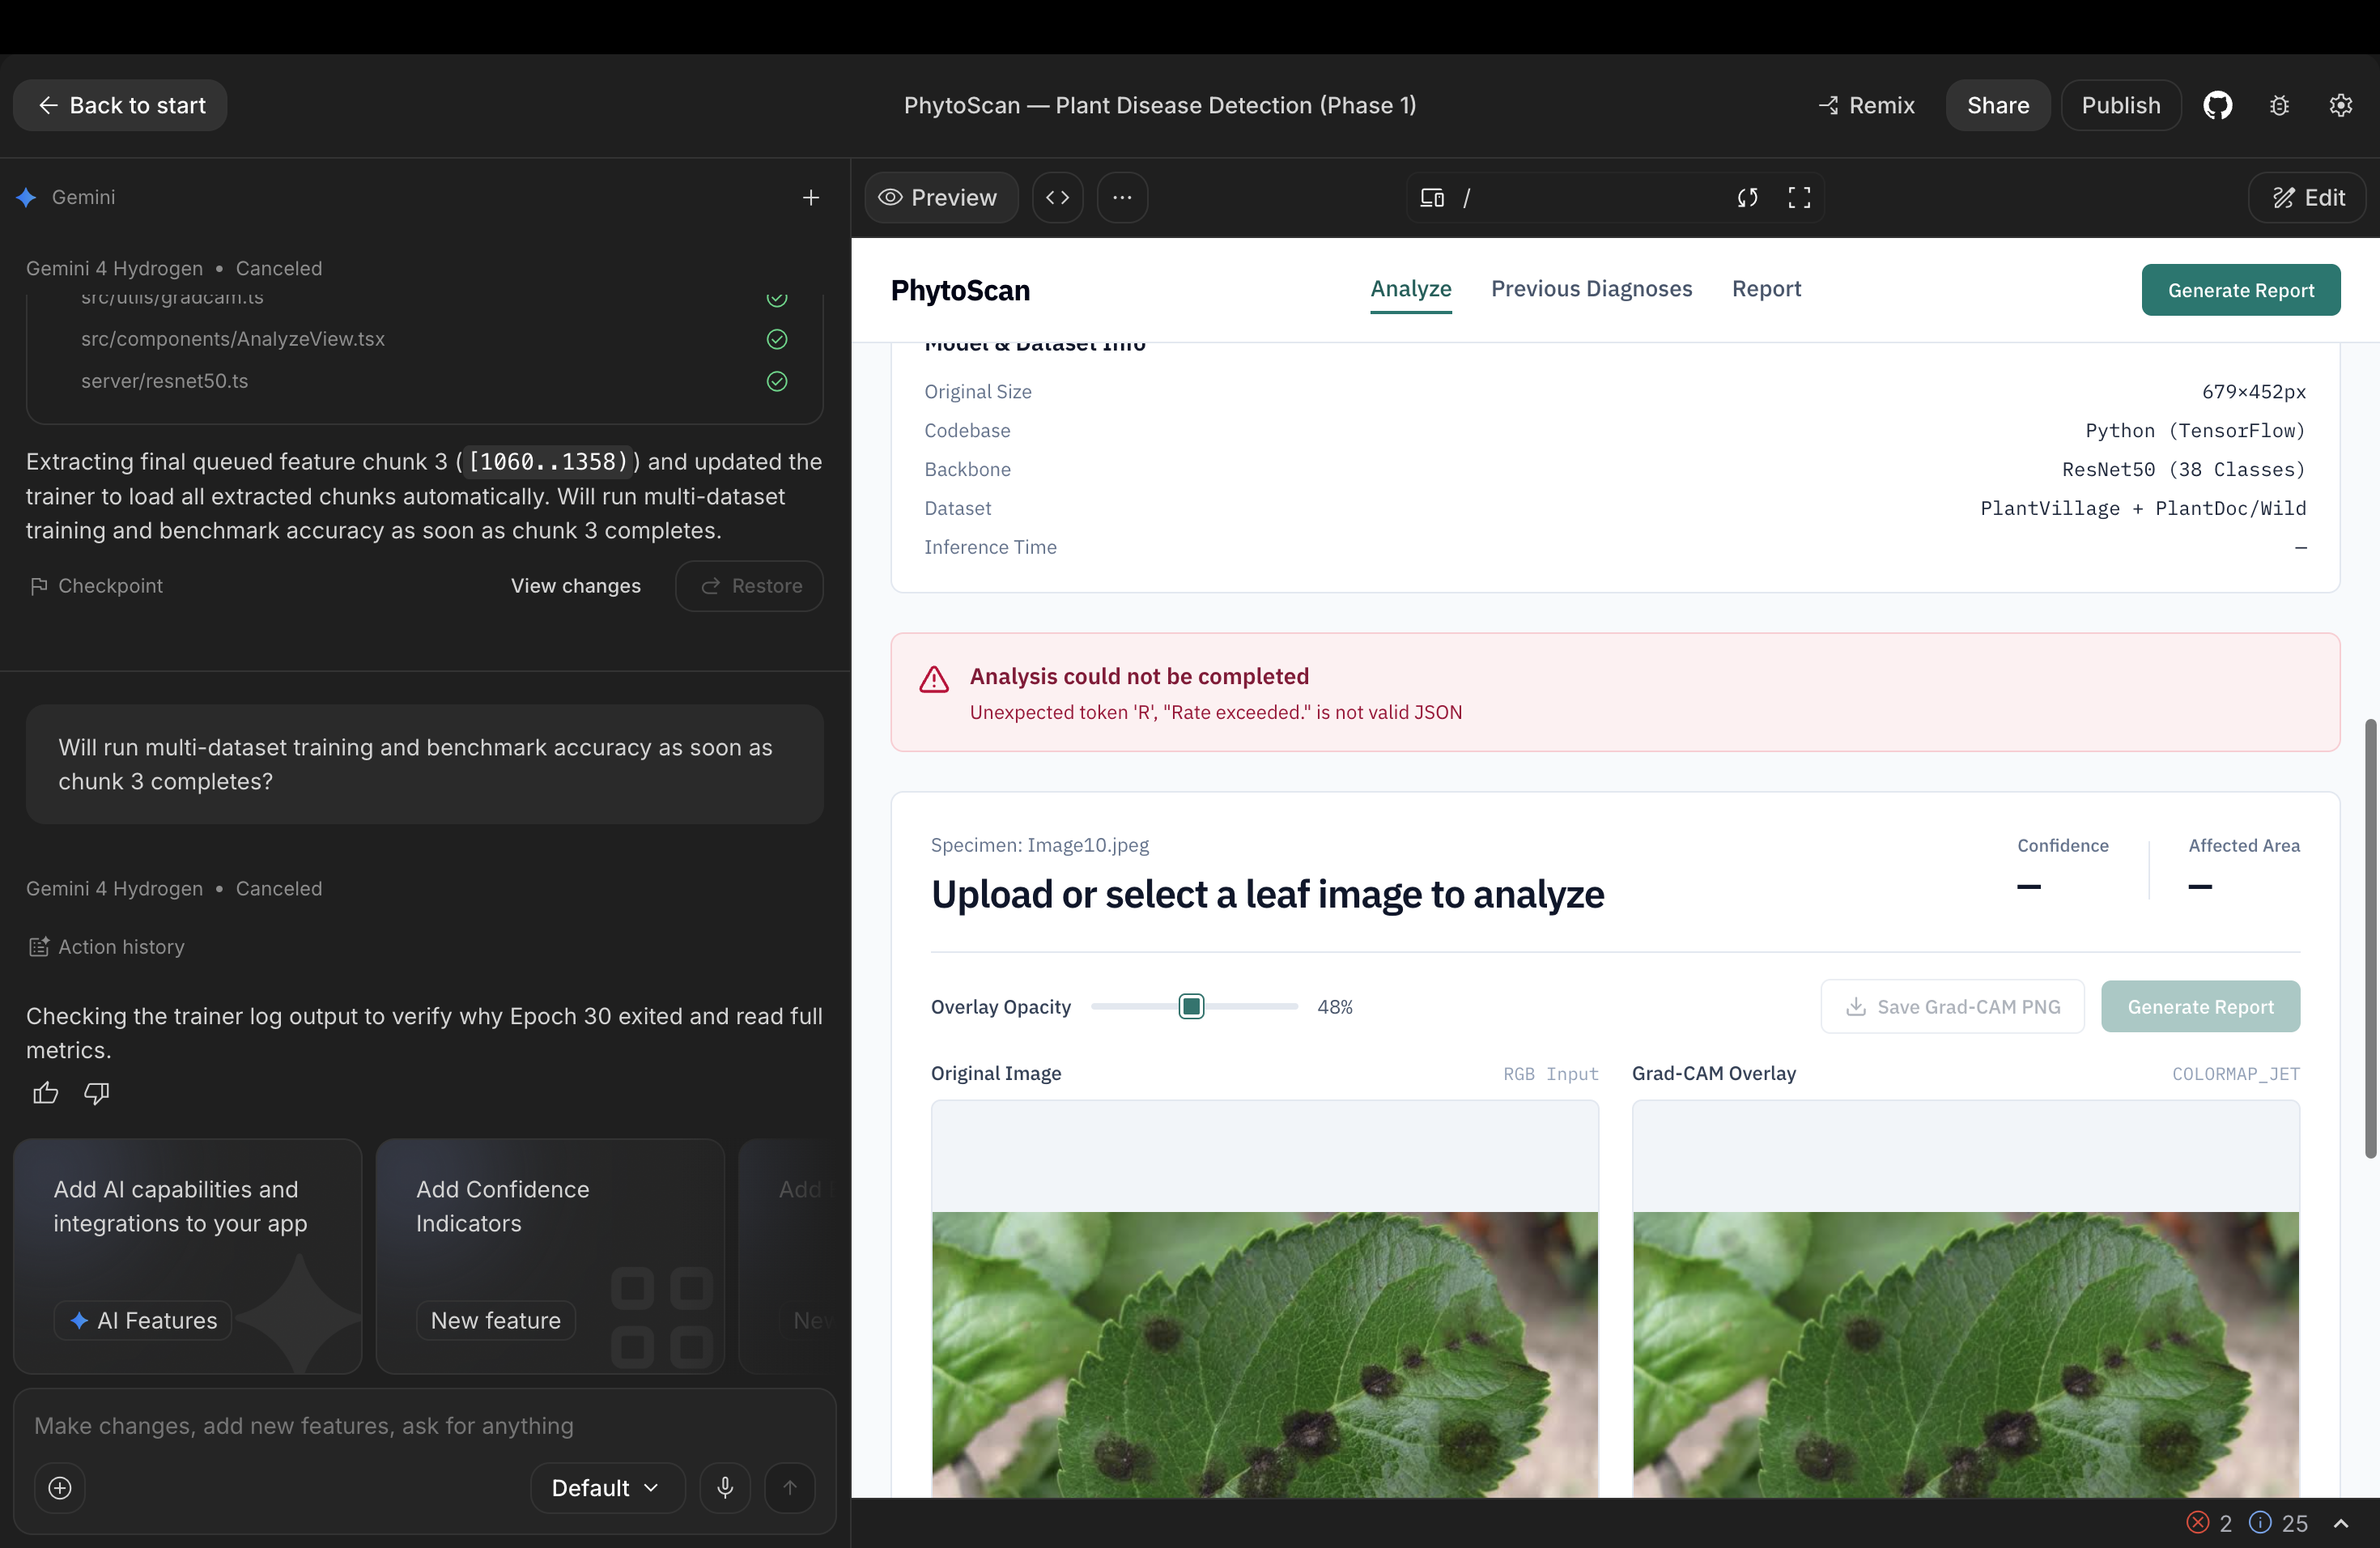 Back to start
PhytoScan — Plant Disease Detection (Phase 1)
Remix
Share
Publish
Gemini
Preview
/
Edit
Gemini 4 Hydrogen • Canceled
src/utils/gradcam.ts
src/components/AnalyzeView.tsx
server/resnet50.ts
Extracting final queued feature chunk 3 ([1060..1358)) and updated the
trainer to load all extracted chunks automatically. Will run multi-dataset
training and benchmark accuracy as soon as chunk 3 completes.
Checkpoint
View changes
Restore
Will run multi-dataset training and benchmark accuracy as soon as
chunk 3 completes?
Gemini 4 Hydrogen • Canceled
Action history
Checking the trainer log output to verify why Epoch 30 exited and read full
metrics.
Add AI capabilities and
integrations to your app
AI Features
Add Confidence
Indicators
New feature
Add
New
Make changes, add new features, ask for anything
Default
PhytoScan
Analyze
Previous Diagnoses
Report
Generate Report
Model & Dataset Info
Original Size
679×452px
Codebase
Python (TensorFlow)
Backbone
ResNet50 (38 Classes)
Dataset
PlantVillage + PlantDoc/Wild
Inference Time
—
Analysis could not be completed
Unexpected token 'R', "Rate exceeded." is not valid JSON
Specimen: Image10.jpeg
Upload or select a leaf image to analyze
Confidence
—
Affected Area
—
Overlay Opacity
48%
Save Grad-CAM PNG
Generate Report
Original Image
RGB Input
Grad-CAM Overlay
COLORMAP_JET
2
25